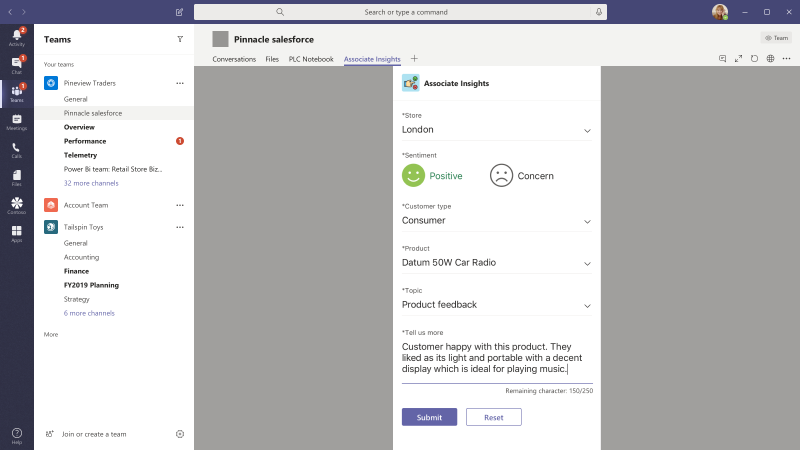 Search or type a command
Activity
2
Chat
1
Teams
1
Meetings
Calls
Files
Contoso
Apps
Help
Teams
Your teams
Pineview Traders
General
Pinnacle salesforce
Overview
Performance
1
Telemetry
Power Bi team: Retail Store Biz...
32 more channels
Account Team
Tailspin Toys
General
Accounting
Finance
FY2019 Planning
Strategy
6 more channels
More
Join or create a team
Pinnacle salesforce
Team
Conversations Files PLC Notebook Associate Insights
Associate Insights
*Store
London
*Sentiment
Positive Concern
*Customer type
Consumer
*Product
Datum 50W Car Radio
*Topic
Product feedback
*Tell us more
Customer happy with this product. They
liked as its light and portable with a decent
display which is ideal for playing music.
Remaining character: 150/250
Submit Reset